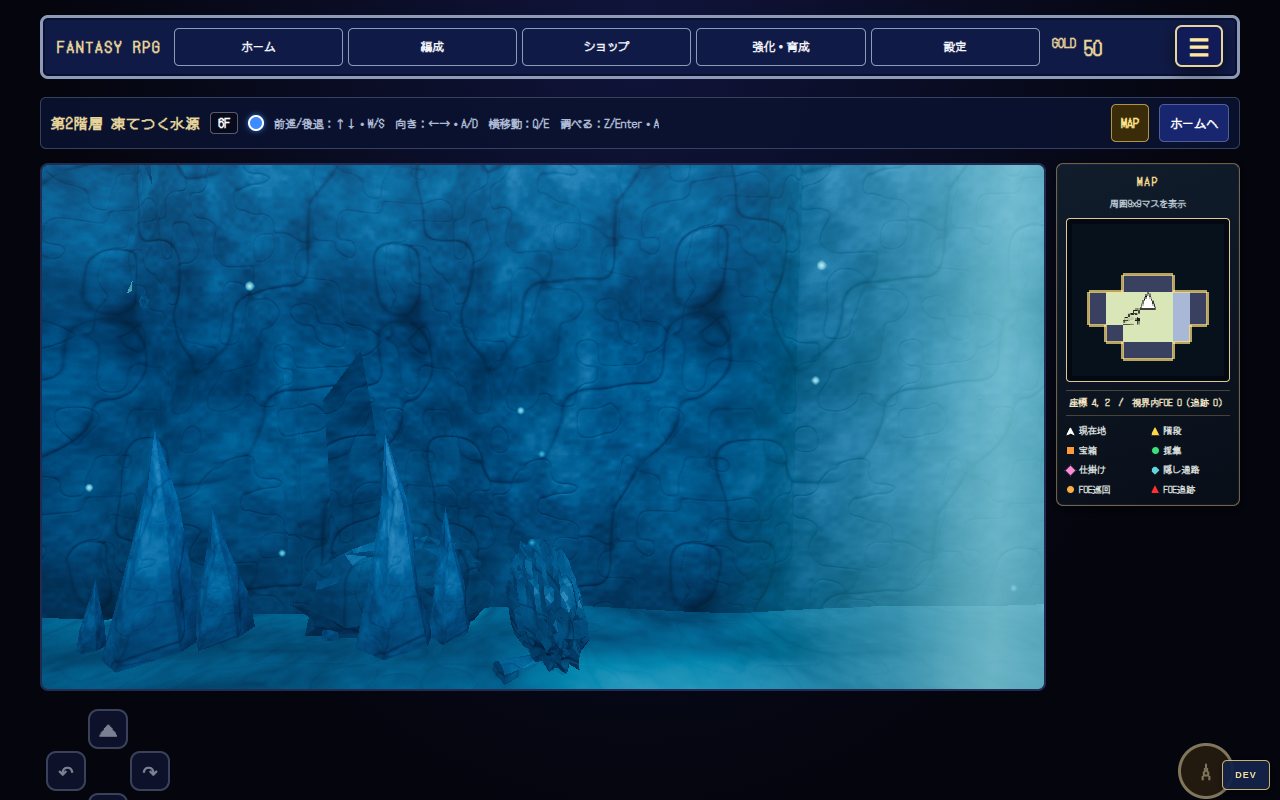 FANTASY RPG
ホーム
編成
ショップ
強化・育成
設定
GOLD 50
第2階層 凍てつく水源 6F 前進/後退：↑↓・W/S 向き：←→・A/D 横移動：Q/E 調べる：Z/Enter・A
MAP
ホームへ
MAP
周囲9x9マスを表示
座標 4, 2 / 視界内FOE 0（追跡 0）
現在地
階段
宝箱
採集
仕掛け
隠し通路
FOE巡回
FOE追跡
A
DEV